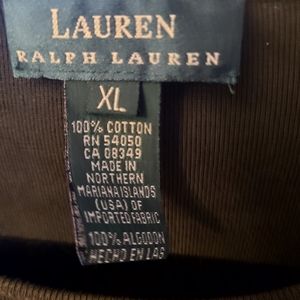 LAUREN
RALPH LAUREN
XL
100% COTTON
RN 54050
CA 08349
MADE IN
NORTHERN
MARIANA ISLANDS
(USA) OF
IMPORTED FABRIC
100% ALGODON
HECHO EN LAS